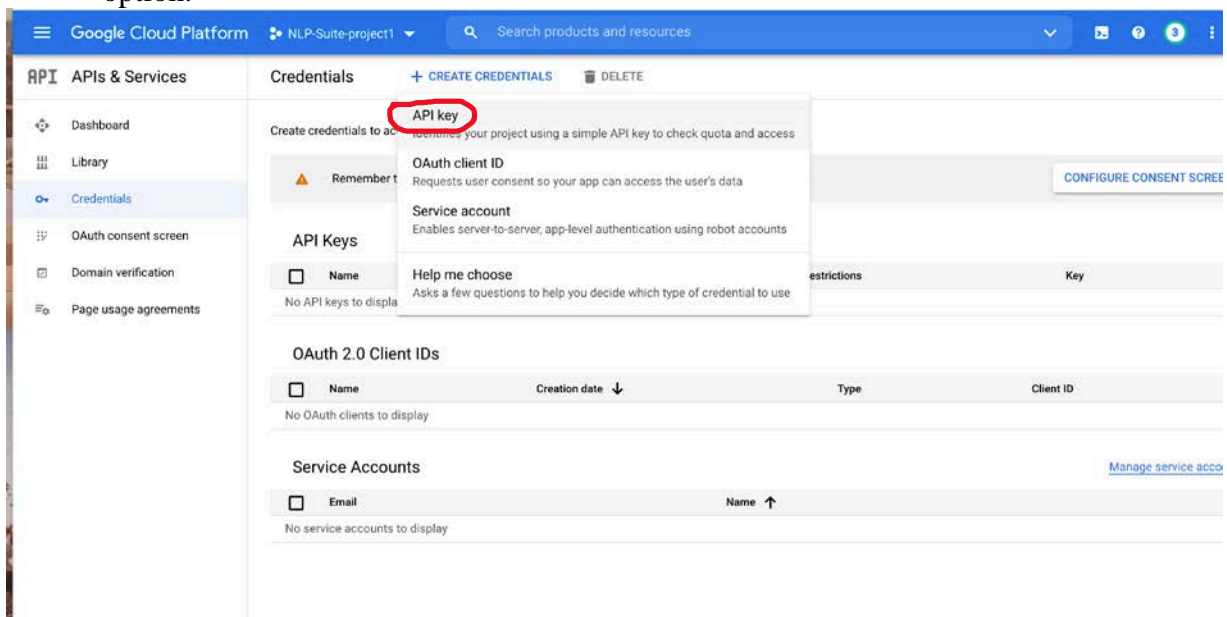 option.
Google Cloud Platform NLP-Suite-project1 Search products and resources 3
API APIs & Services Credentials + CREATE CREDENTIALS DELETE
API key
Dashboard Create credentials to ac your project using a simple API key to check quota and access
Library OAuth client ID
Remember t Requests user consent so your app can access the user's data CONFIGURE CONSENT SCREE
Credentials
Service account
OAuth consent screen API Keys Enables server-to-server, app-level authentication using robot accounts
Domain verification Name Help me choose estrictions Key
Page usage agreements No API keys to displa Asks a few questions to help you decide which type of credential to use
OAuth 2.0 Client IDs
Name Creation date ↓ Type Client ID
No OAuth clients to display
Service Accounts Manage service acco
Email Name ↑
No service accounts to display